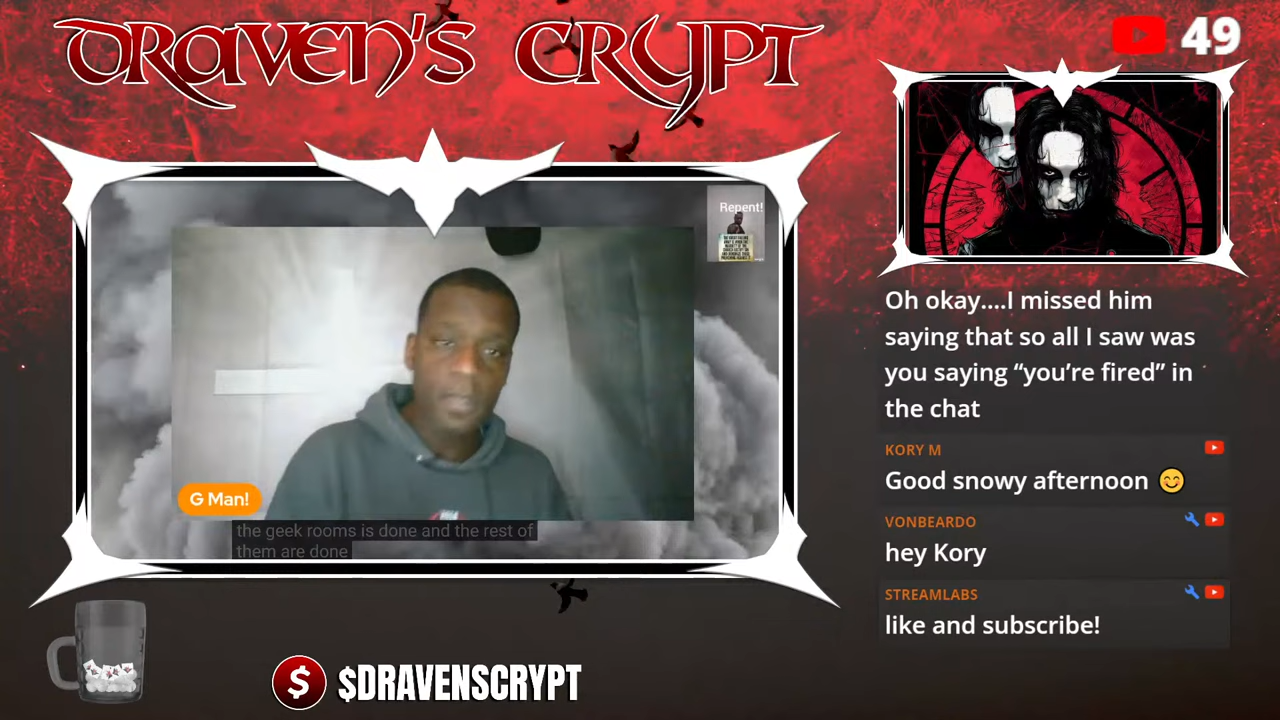 DRAVEN'S CRYPT
49
Repent!
G Man!
the geek rooms is done and the rest of
them are done
Oh okay....I missed him
saying that so all I saw was
you saying “you’re fired” in
the chat
KORY M
Good snowy afternoon 😊
VONBEARDO
hey Kory
STREAMLABS
like and subscribe!
$ $DRAVENSCRYPT